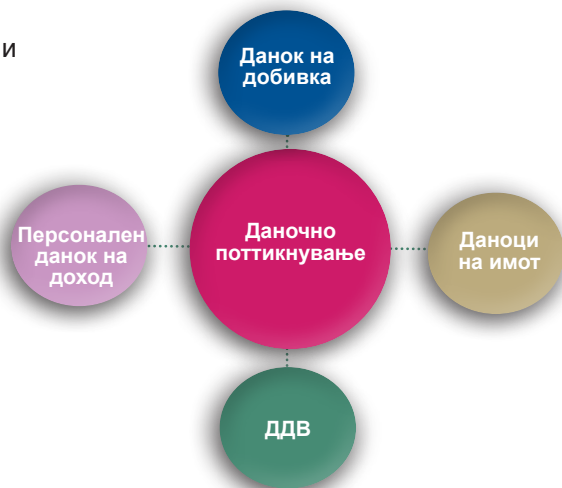 и
Данок на
добивка
Персонален
данок на
доход
Даночно
поттикнување
Даноци
на имот
ДДВ